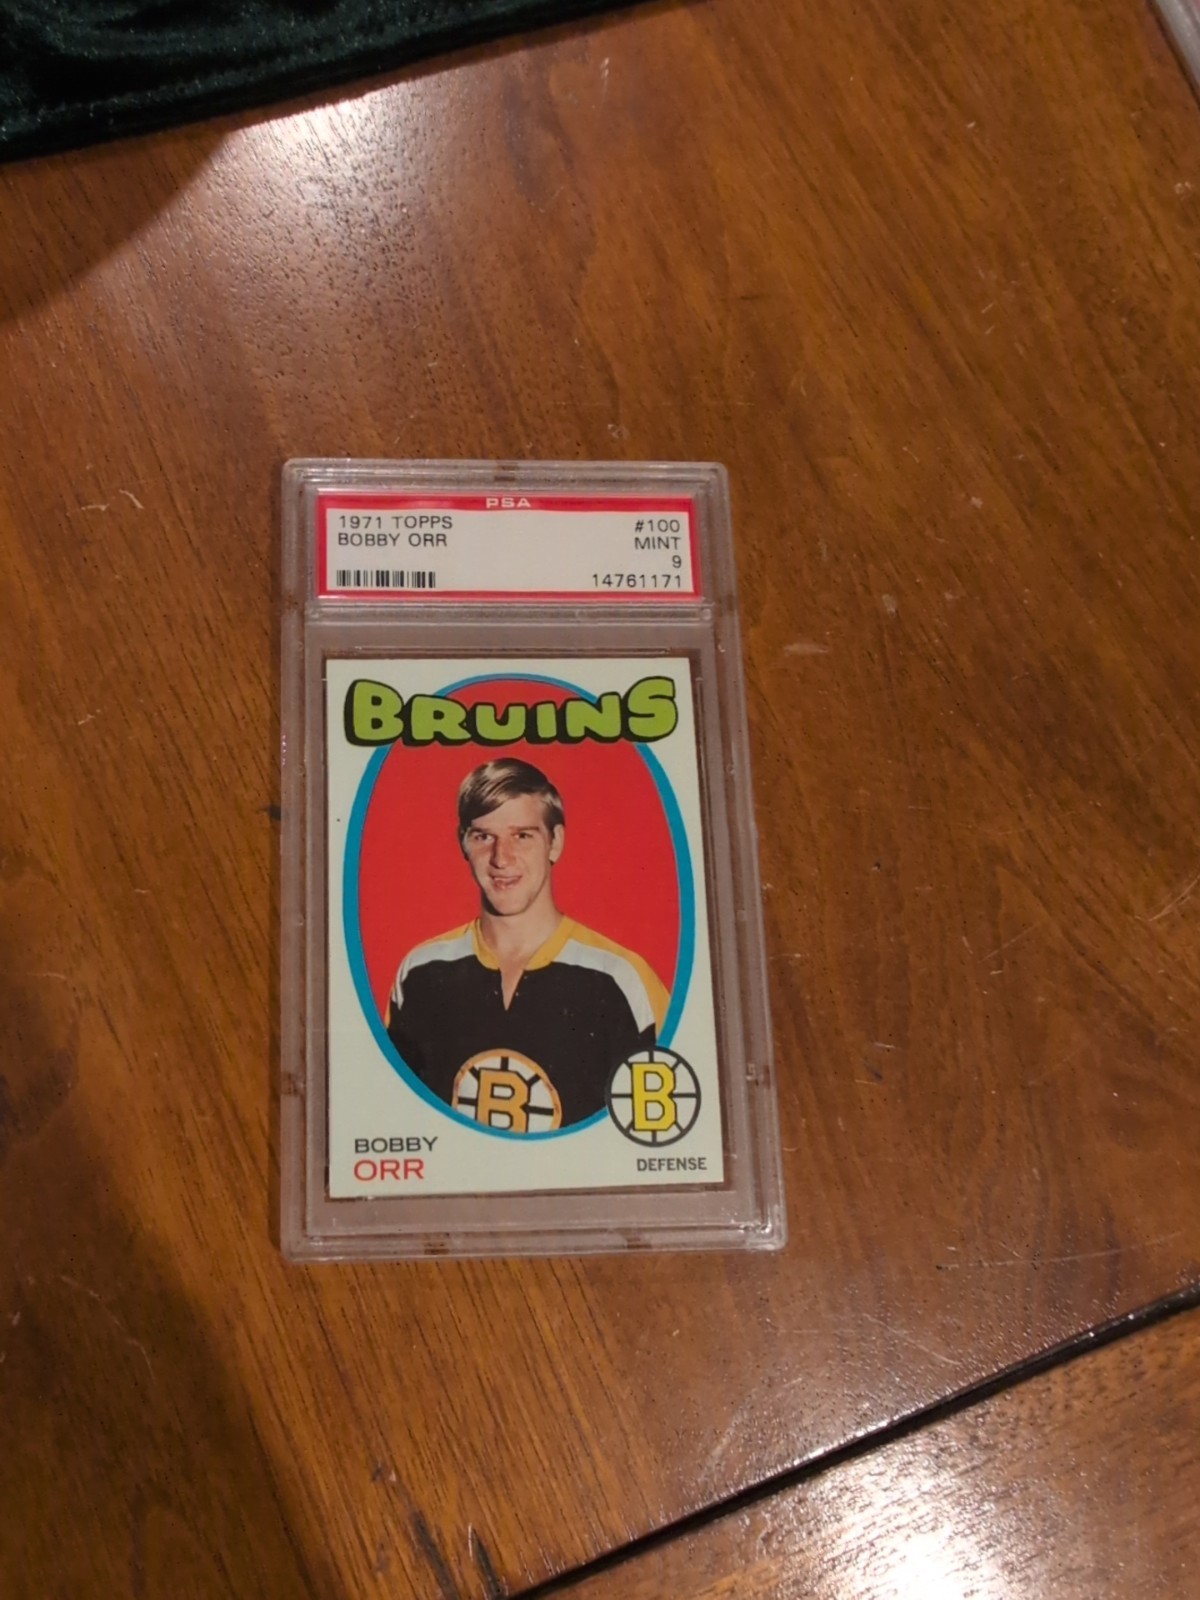 PSA
1971 TOPPS #100
BOBBY ORR MINT
9
14761171
BRUINS
B
B
BOBBY
ORR
DEFENSE